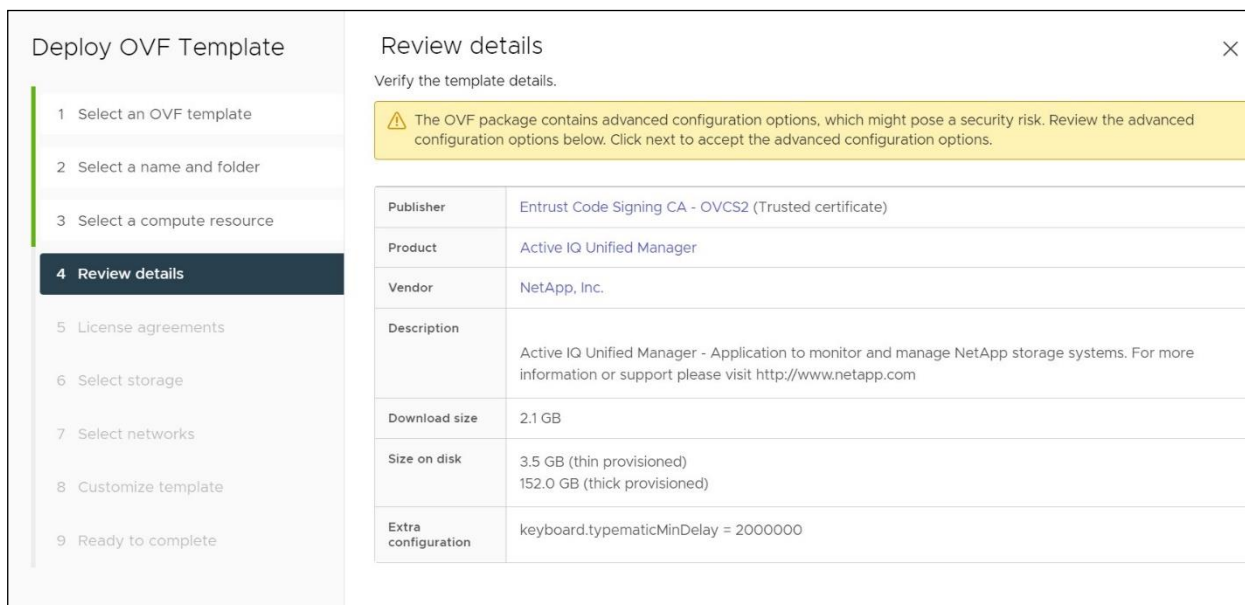 Deploy OVF Template
1 Select an OVF template
2 Select a name and folder
3 Select a compute resource
4 Review details
5 License agreements
6 Select storage
7 Select networks
8 Customize template
9 Ready to complete
Review details
Verify the template details.
The OVF package contains advanced configuration options, which might pose a security risk. Review the advanced
configuration options below. Click next to accept the advanced configuration options.
Publisher Entrust Code Signing CA - OVCS2 (Trusted certificate)
Product Active IQ Unified Manager
Vendor NetApp, Inc.
Description
Active IQ Unified Manager - Application to monitor and manage NetApp storage systems. For more
information or support please visit http://www.netapp.com
Download size 2.1 GB
Size on disk 3.5 GB (thin provisioned)
152.0 GB (thick provisioned)
Extra
configuration keyboard.typematicMinDelay = 2000000